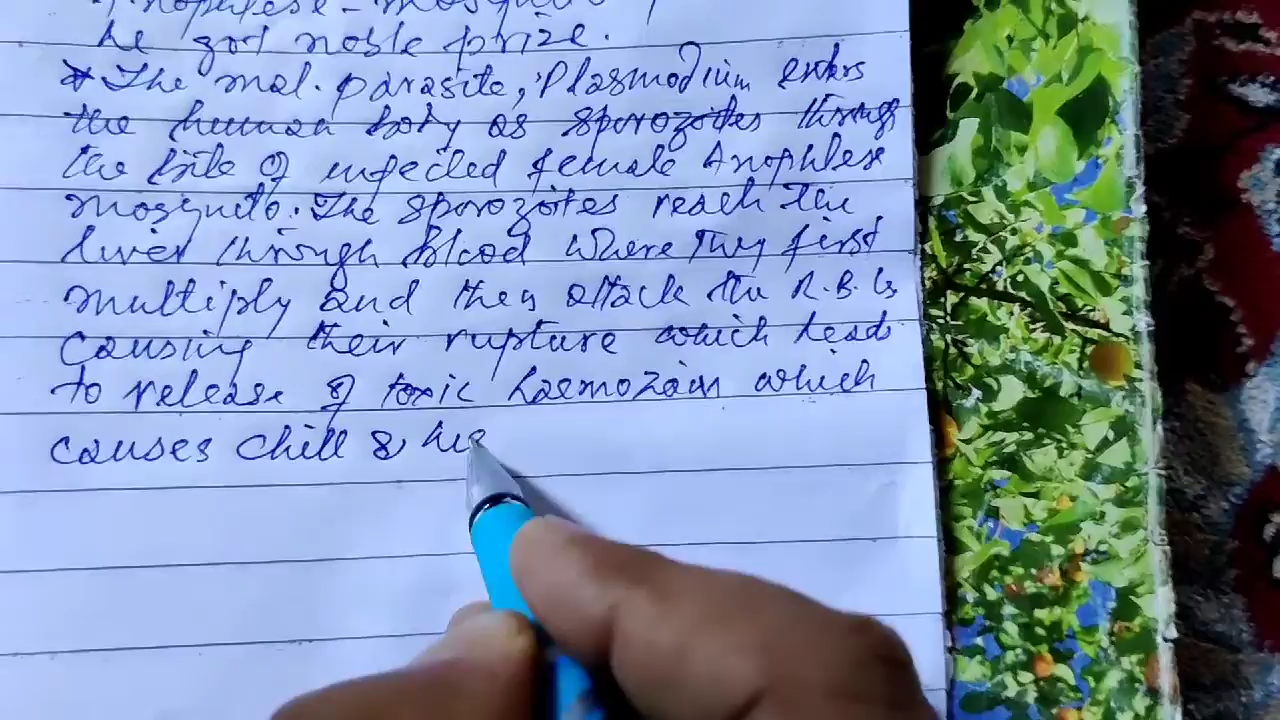 he got noble prize.
* The mal. parasite, Plasmodium enters
the human body as sporozoites through
the bite of infected female Anophlese
mosquito. The sporozoites reach the
liver through blood where they first
multiply and then attack the R.B.Cs
causing their rupture which leads
to release of toxic haemozoin which
causes chill &